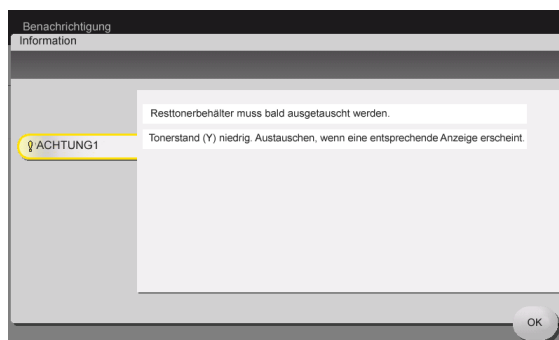 Benachrichtigung
Information
Resttonerbehälter muss bald ausgetauscht werden.
Tonerstand (Y) niedrig. Austauschen, wenn eine entsprechende Anzeige erscheint.
ACHTUNG1
OK